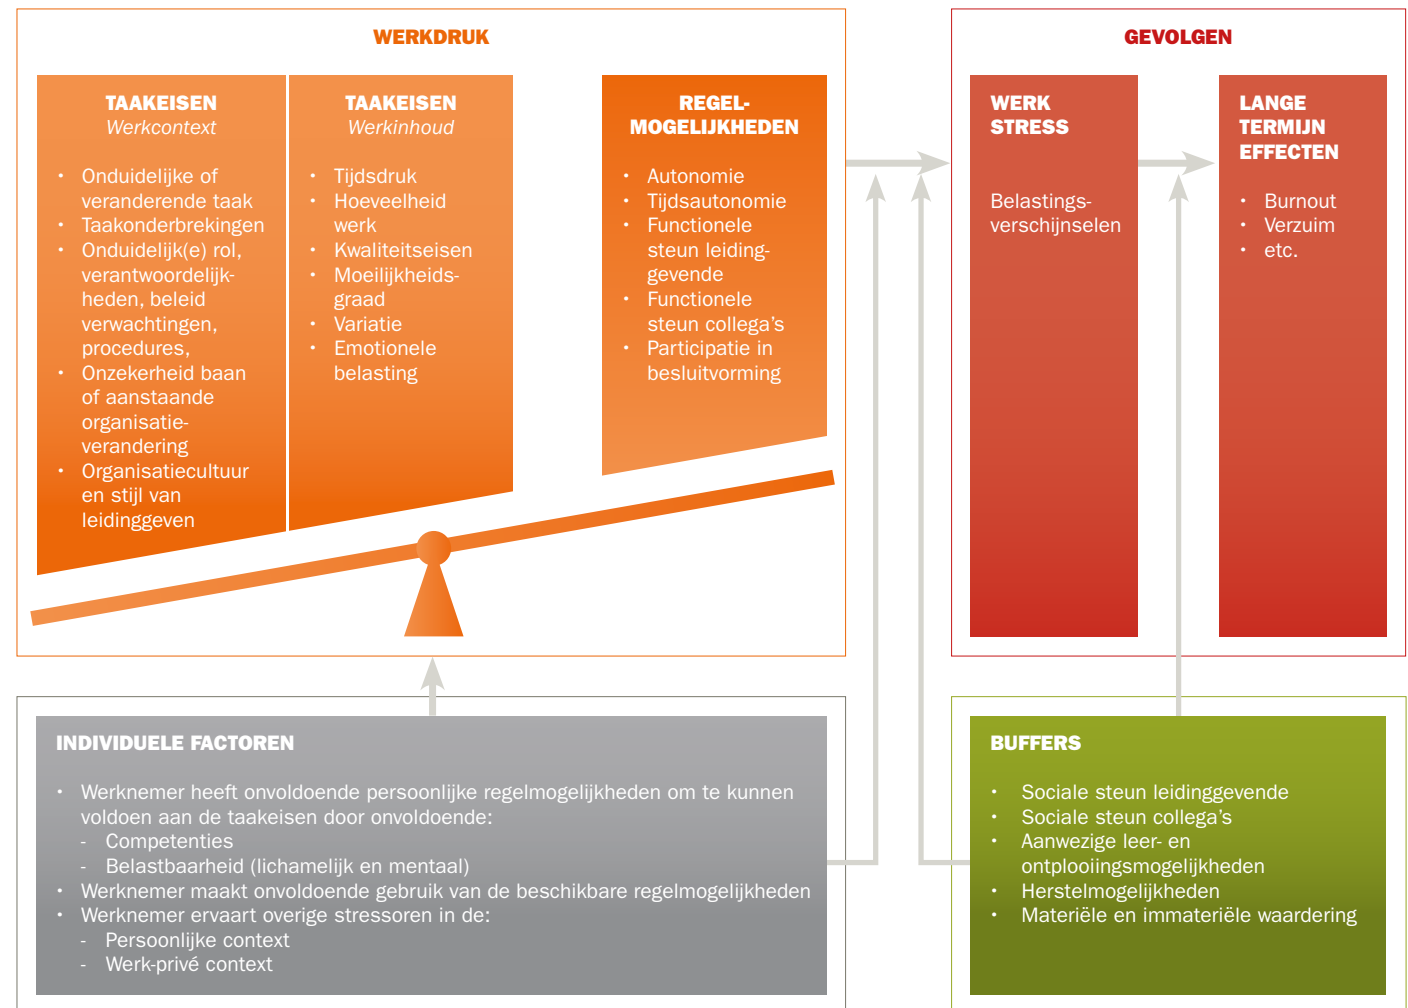 WERKDRUK
TAAKEISEN
Werkcontext
• Onduidelijke of
veranderende taak
• Taakonderbrekingen
• Onduidelijk(e) rol,
verantwoordelijk-
heden, beleid
verwachtingen,
procedures,
• Onzekerheid baan
of aanstaande
organisatie-
verandering
• Organisatiecultuur
en stijl van
leidinggeven
TAAKEISEN
Werkinhoud
• Tijdsdruk
• Hoeveelheid
werk
• Kwaliteitseisen
• Moeilijkheids-
graad
• Variatie
• Emotionele
belasting
REGEL-
MOGELIJKHEDEN
• Autonomie
• Tijdsautonomie
• Functionele
steun leiding-
gevende
• Functionele
steun collega's
• Participatie in
besluitvorming
GEVOLGEN
WERK
STRESS
Belastings-
verschijnselen
LANGE
TERMIJN
EFFECTEN
• Burnout
• Verzuim
• etc.
INDIVIDUELE FACTOREN
• Werknemer heeft onvoldoende persoonlijke regelmogelijkheden om te kunnen
voldoen aan de taakeisen door onvoldoende:
- Competenties
- Belastbaarheid (lichamelijk en mentaal)
• Werknemer maakt onvoldoende gebruik van de beschikbare regelmogelijkheden
• Werknemer ervaart overige stressoren in de:
- Persoonlijke context
- Werk-privé context
BUFFERS
• Sociale steun leidinggevende
• Sociale steun collega's
• Aanwezige leer- en
ontplooiingsmogelijkheden
• Herstelmogelijkheden
• Materiële en immateriële waardering